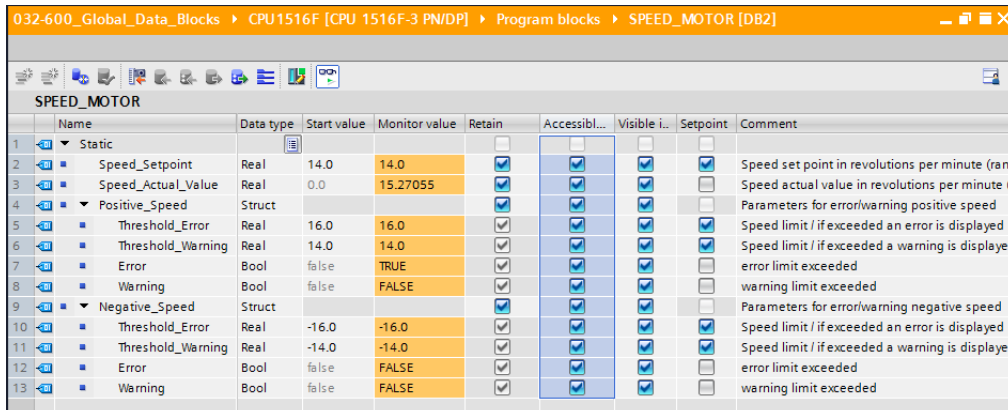 032-600_Global_Data_Blocks ▸ CPU1516F [CPU 1516F-3 PN/DP] ▸ Program blocks ▸ SPEED_MOTOR [DB2]
SPEED_MOTOR
Name Data type Start value Monitor value Retain Accessibl... Visible i.. Setpoint Comment
1 Static
2 Speed_Setpoint Real 14.0 14.0 Speed set point in revolutions per minute (ran
3 Speed_Actual_Value Real 0.0 15.27055 Speed actual value in revolutions per minute (
4 Positive_Speed Struct Parameters for error/warning positive speed
5 Threshold_Error Real 16.0 16.0 Speed limit / if exceeded an error is displayed
6 Threshold_Warning Real 14.0 14.0 Speed limit / if exceeded a warning is displaye
7 Error Bool false TRUE error limit exceeded
8 Warning Bool false FALSE warning limit exceeded
9 Negative_Speed Struct Parameters for error/warning negative speed
10 Threshold_Error Real -16.0 -16.0 Speed limit / if exceeded an error is displayed
11 Threshold_Warning Real -14.0 -14.0 Speed limit / if exceeded a warning is displaye
12 Error Bool false FALSE error limit exceeded
13 Warning Bool false FALSE warning limit exceeded